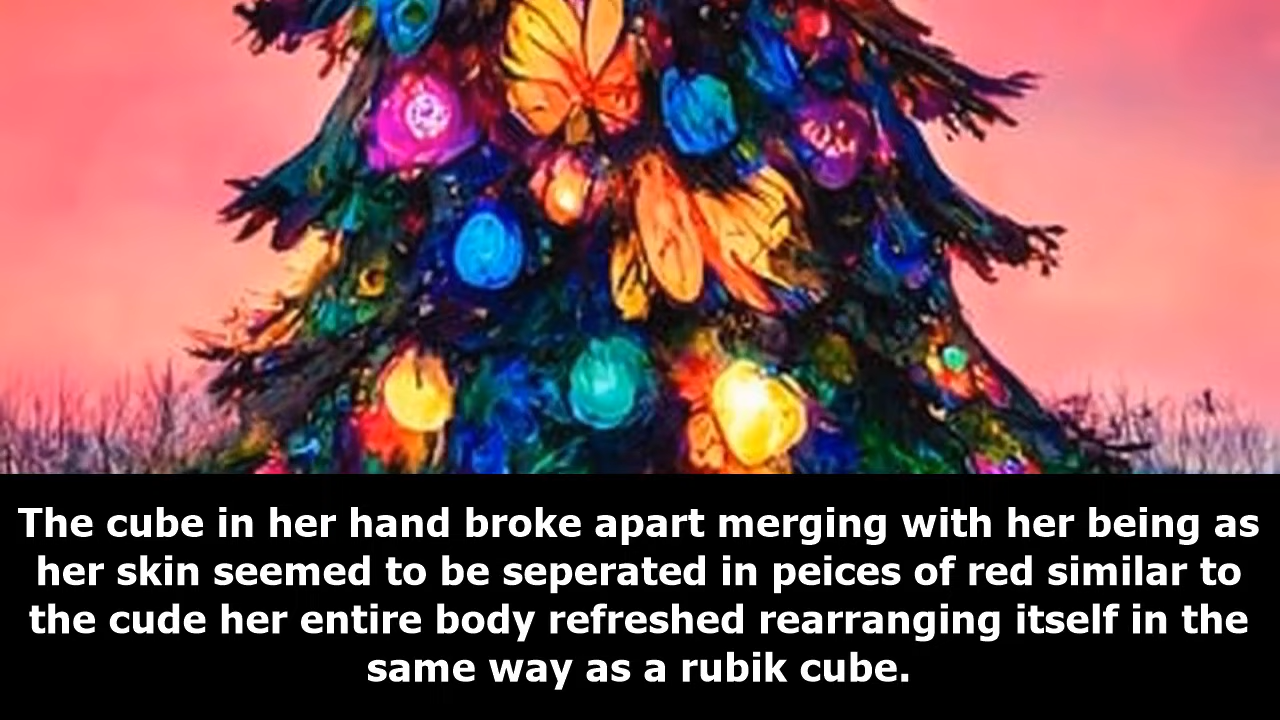 The cube in her hand broke apart merging with her being as
her skin seemed to be seperated in peices of red similar to
the cude her entire body refreshed rearranging itself in the
same way as a rubik cube.